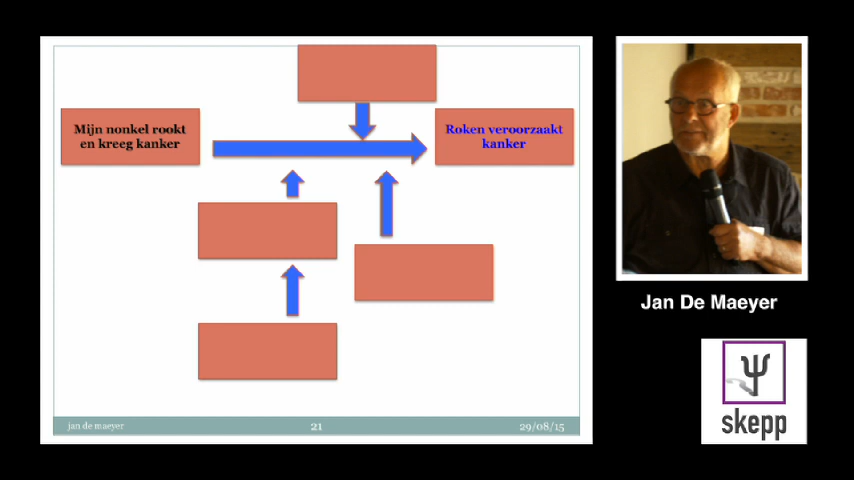 Mijn nonkel rookt
en kreeg kanker
Roken veroorzaakt
kanker
jan de maeyer
21
29/08/15
Jan De Maeyer
skepp